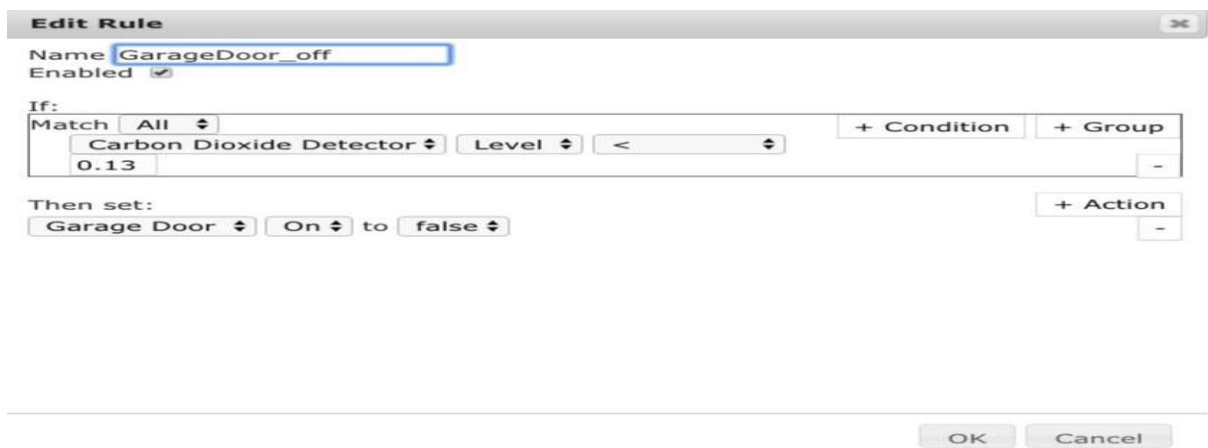 Edit Rule
Name GarageDoor_off
Enabled
If:
Match All + Condition + Group
Carbon Dioxide Detector Level <
0.13 -
Then set: + Action
Garage Door On to false -
OK Cancel